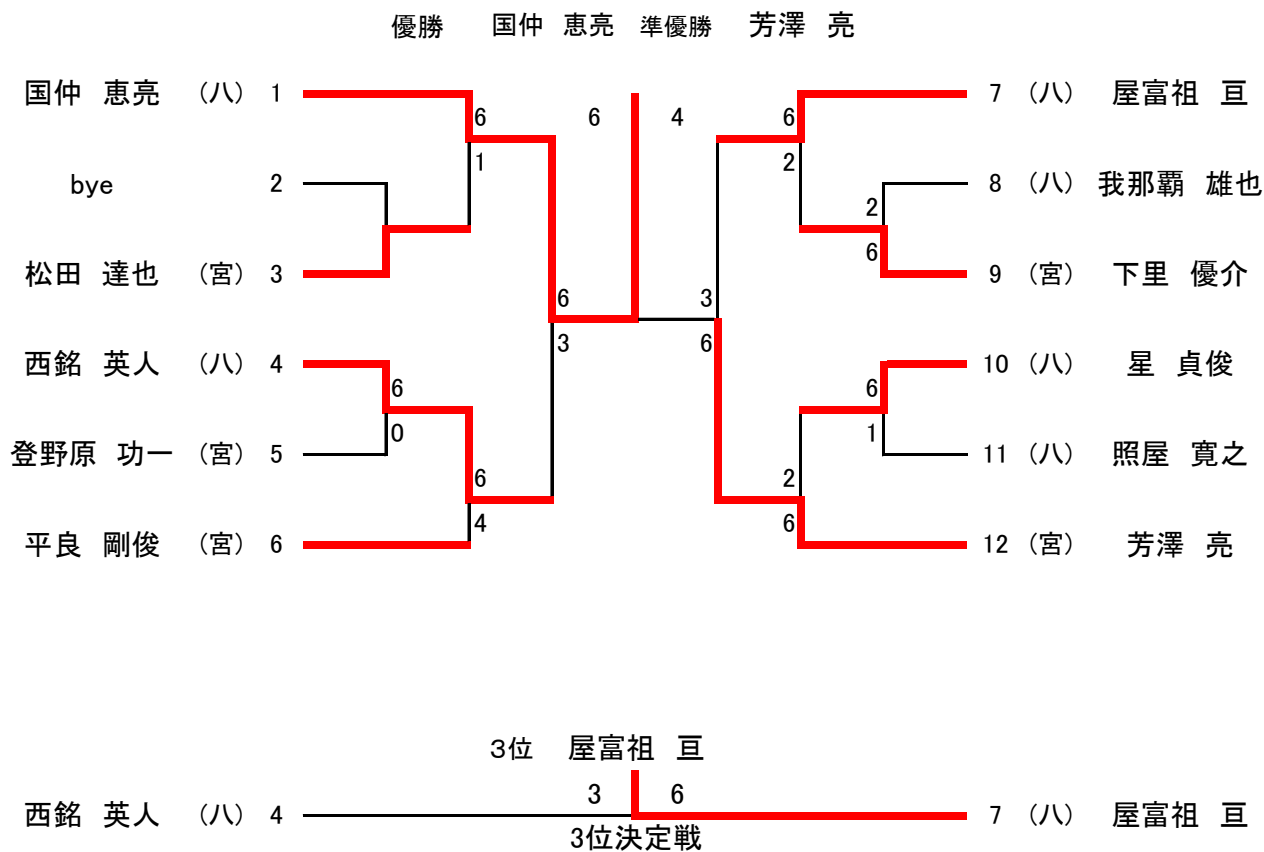 優勝 国仲 恵亮 準優勝 芳澤 亮
国仲 恵亮 (八) 1 6 6 4 6 7 (八) 屋富祖 亘
1 2
bye 2 8 (八) 我那覇 雄也
2
6
松田 達也 (宮) 3 9 (宮) 下里 優介
6 3
3 6
西銘 英人 (八) 4 10 (八) 星 貞俊
6 6
0 1
登野原 功一 (宮) 5 11 (八) 照屋 寛之
6 2
4 6
平良 剛俊 (宮) 6 12 (宮) 芳澤 亮
3位 屋富祖 亘
3 6
西銘 英人 (八) 4 7 (八) 屋富祖 亘
3位決定戦